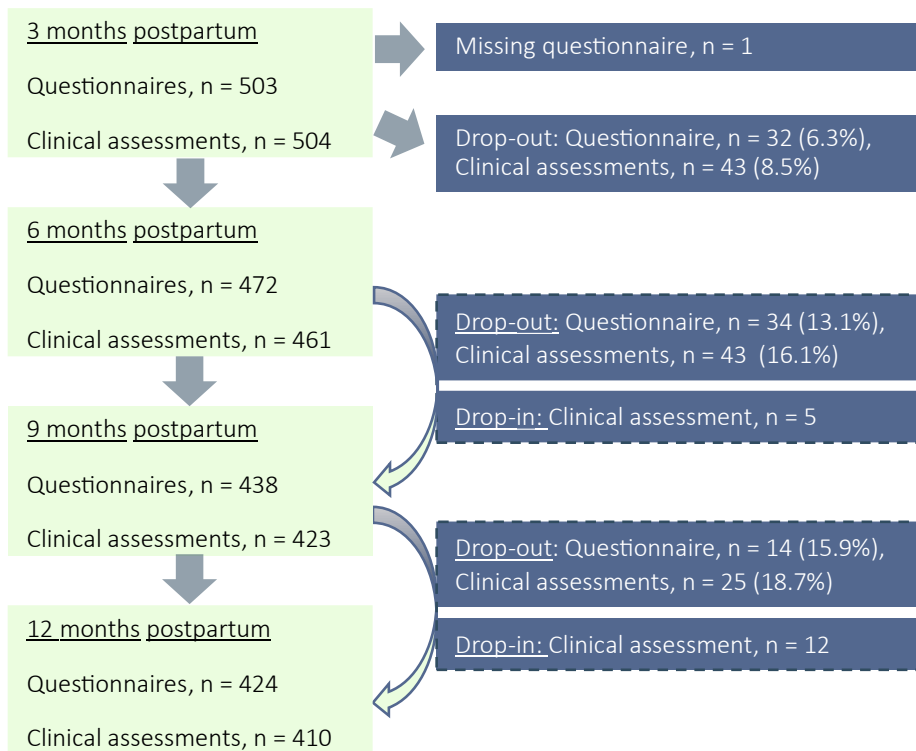 3 months postpartum
Questionnaires, n = 503
Clinical assessments, n = 504
Missing questionnaire, n = 1
Drop-out: Questionnaire, n = 32 (6.3%),
Clinical assessments, n = 43 (8.5%)
6 months postpartum
Questionnaires, n = 472
Clinical assessments, n = 461
Drop-out: Questionnaire, n = 34 (13.1%),
Clinical assessments, n = 43 (16.1%)
Drop-in: Clinical assessment, n = 5
9 months postpartum
Questionnaires, n = 438
Clinical assessments, n = 423
Drop-out: Questionnaire, n = 14 (15.9%),
Clinical assessments, n = 25 (18.7%)
Drop-in: Clinical assessment, n = 12
12 months postpartum
Questionnaires, n = 424
Clinical assessments, n = 410